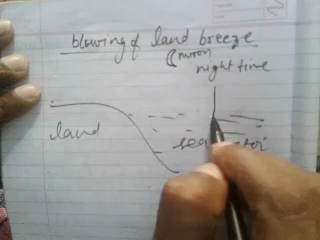 blowing of land breeze
moon
night time
land
sea water